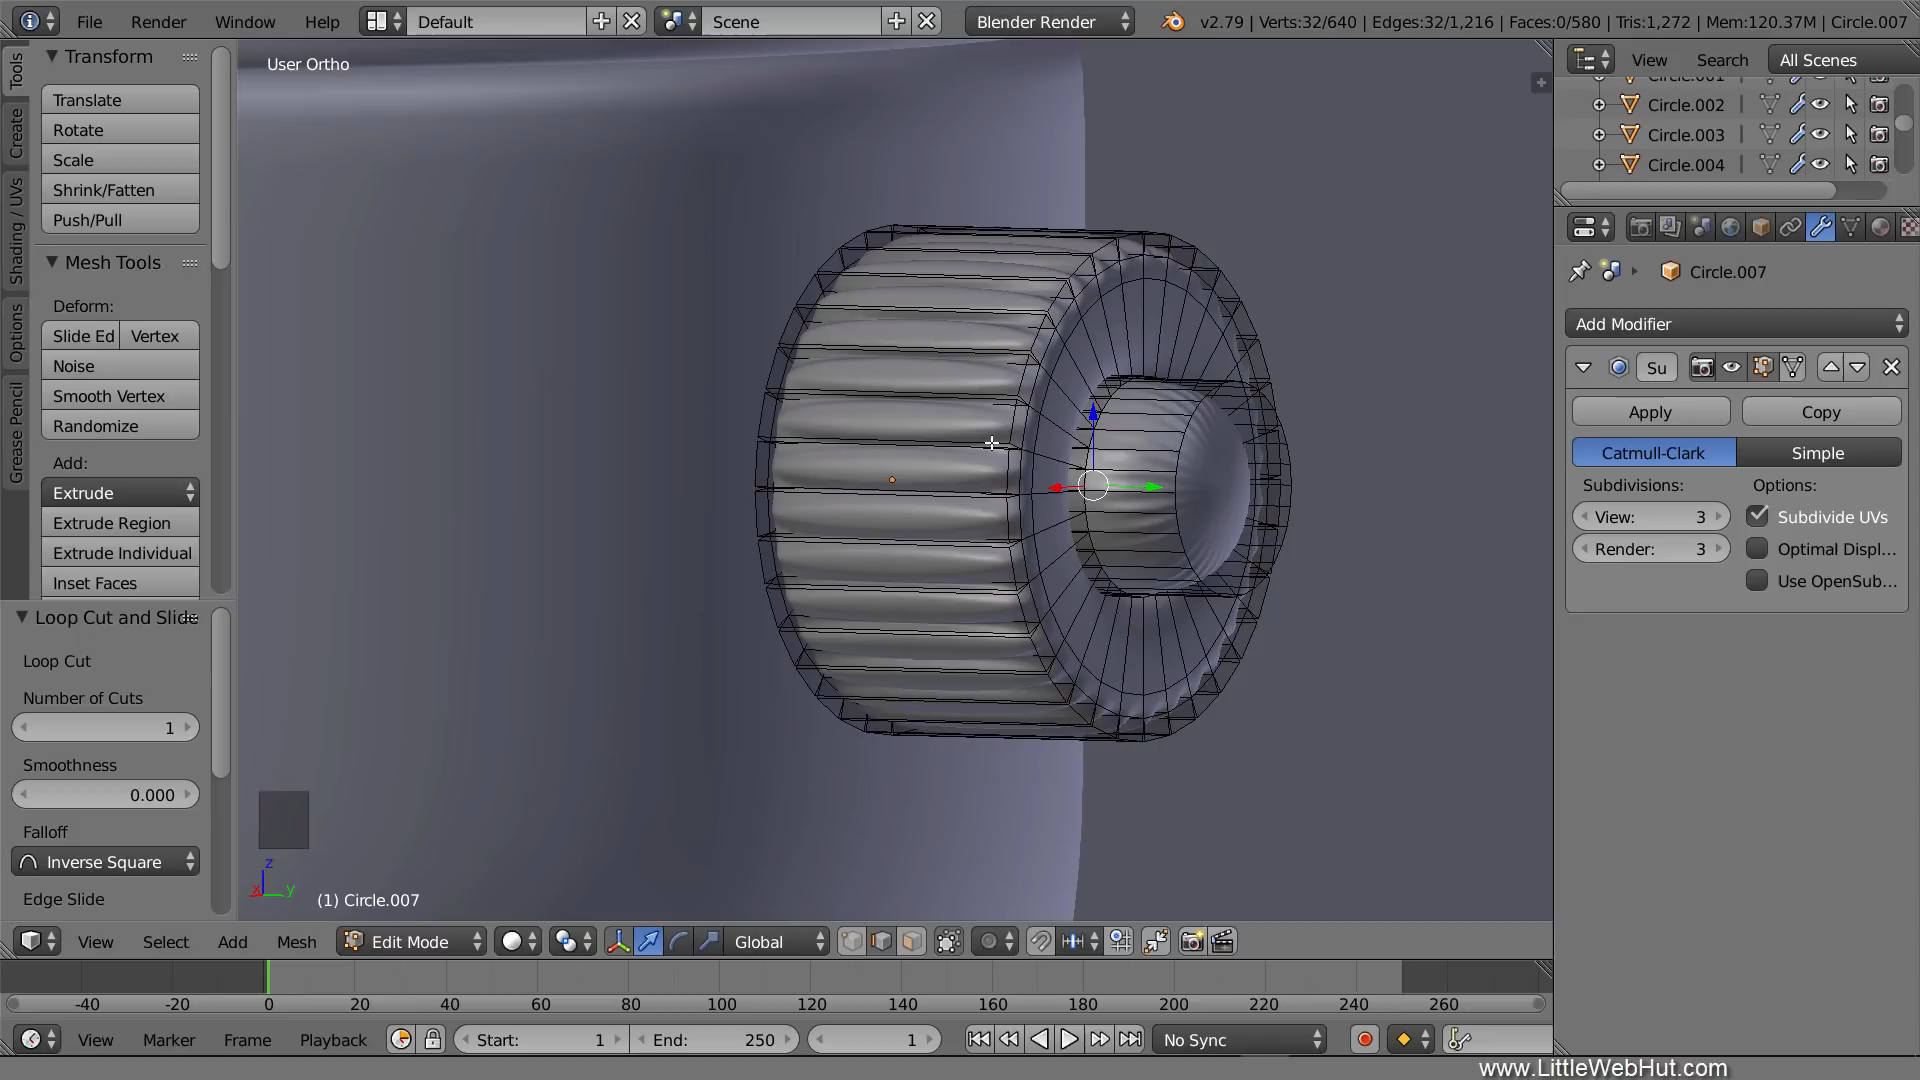 File Render Window Help Default Scene Blender Render v2.79 | Verts:32/640 | Edges:32/1,216 | Faces:0/580 | Tris:1,272 | Mem:120.37M | Circle.007
Tools
Create
Shading / UVs
Options
Grease Pencil
Transform
Translate
Rotate
Scale
Shrink/Fatten
Push/Pull
Mesh Tools
Deform:
Slide Ed Vertex
Noise
Smooth Vertex
Randomize
Add:
Extrude
Extrude Region
Extrude Individual
Inset Faces
Loop Cut and Slide
Loop Cut
Number of Cuts
1
Smoothness
0.000
Falloff
Inverse Square
Edge Slide
User Ortho
z
x y
(1) Circle.007
View Search All Scenes
Circle.002
Circle.003
Circle.004
Circle.007
Add Modifier
Su
Apply Copy
Catmull-Clark Simple
Subdivisions: Options:
View: 3 Subdivide UVs
Render: 3 Optimal Displ...
Use OpenSub...
View Select Add Mesh Edit Mode Global
-40 -20 0 20 40 60 80 100 120 140 160 180 200 220 240 260
View Marker Frame Playback Start: 1 End: 250 1 No Sync
www.LittleWebHut.com